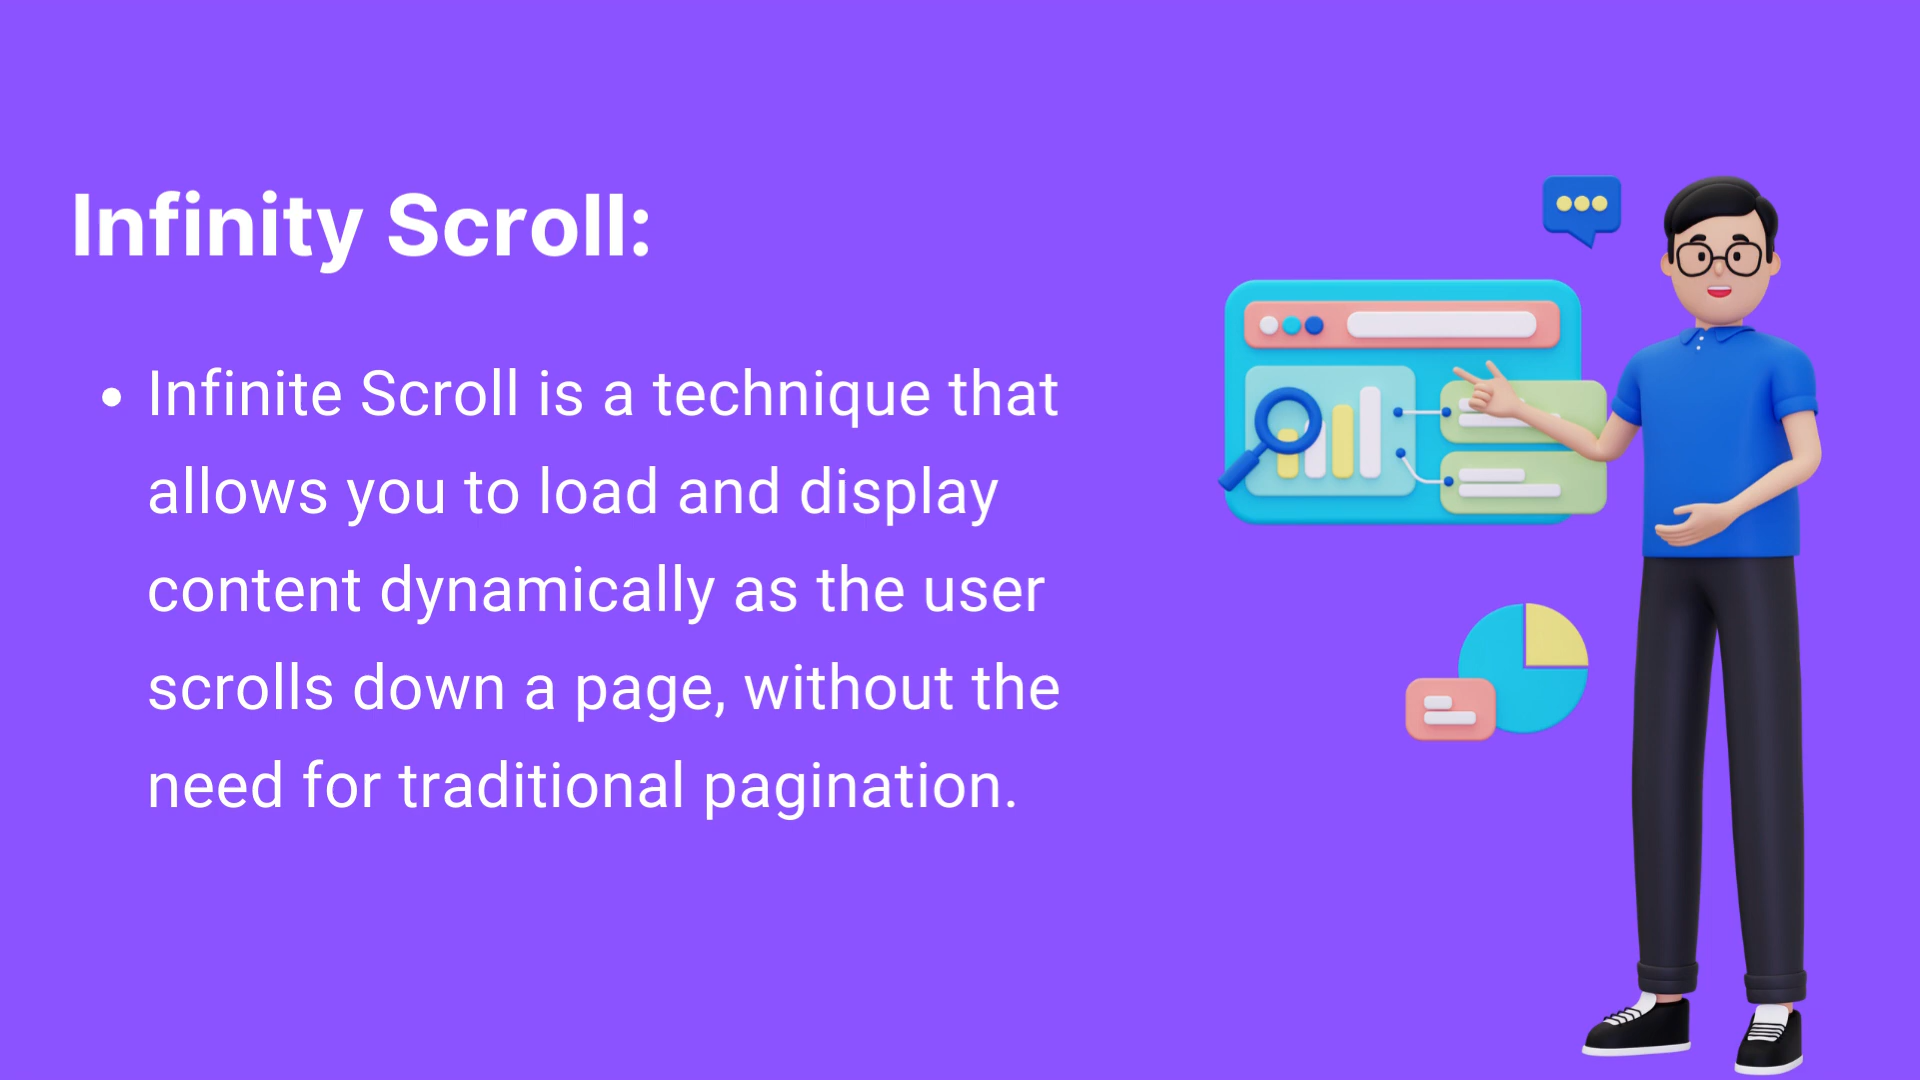 Infinity Scroll:
• Infinite Scroll is a technique that
allows you to load and display
content dynamically as the user
scrolls down a page, without the
need for traditional pagination.